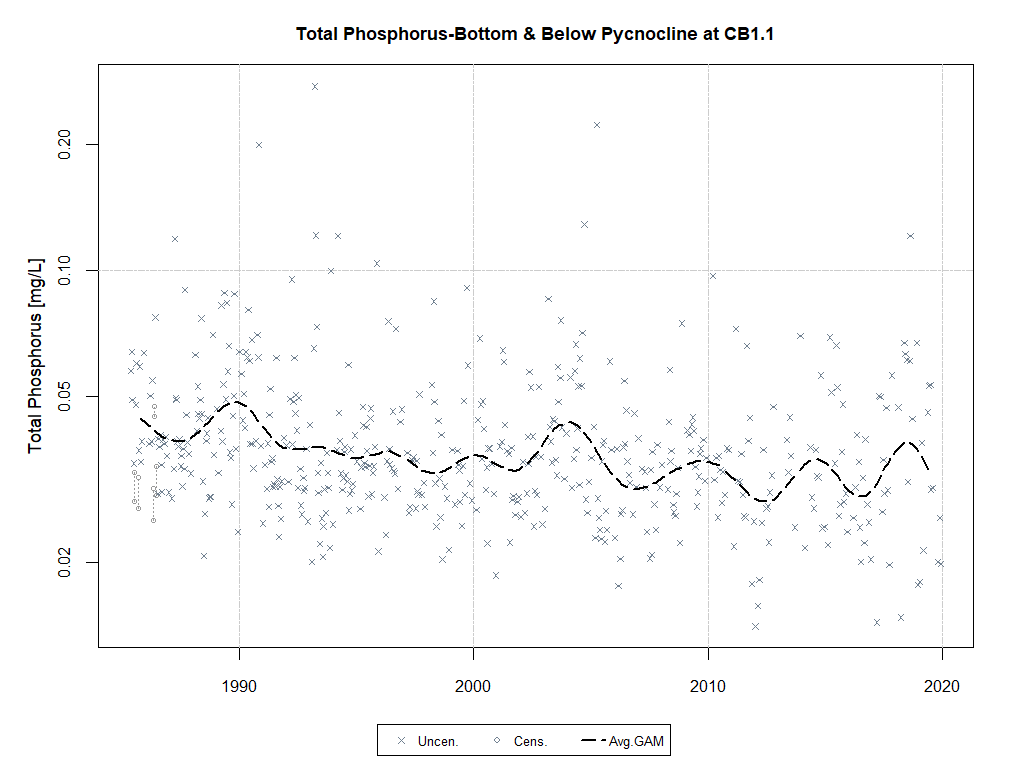 Total Phosphorus-Bottom & Below Pycnocline at CB1.1
Total Phosphorus [mg/L]
0.20
0.10
0.05
0.02
1990 2000 2010 2020
Uncen. Cens. Avg.GAM